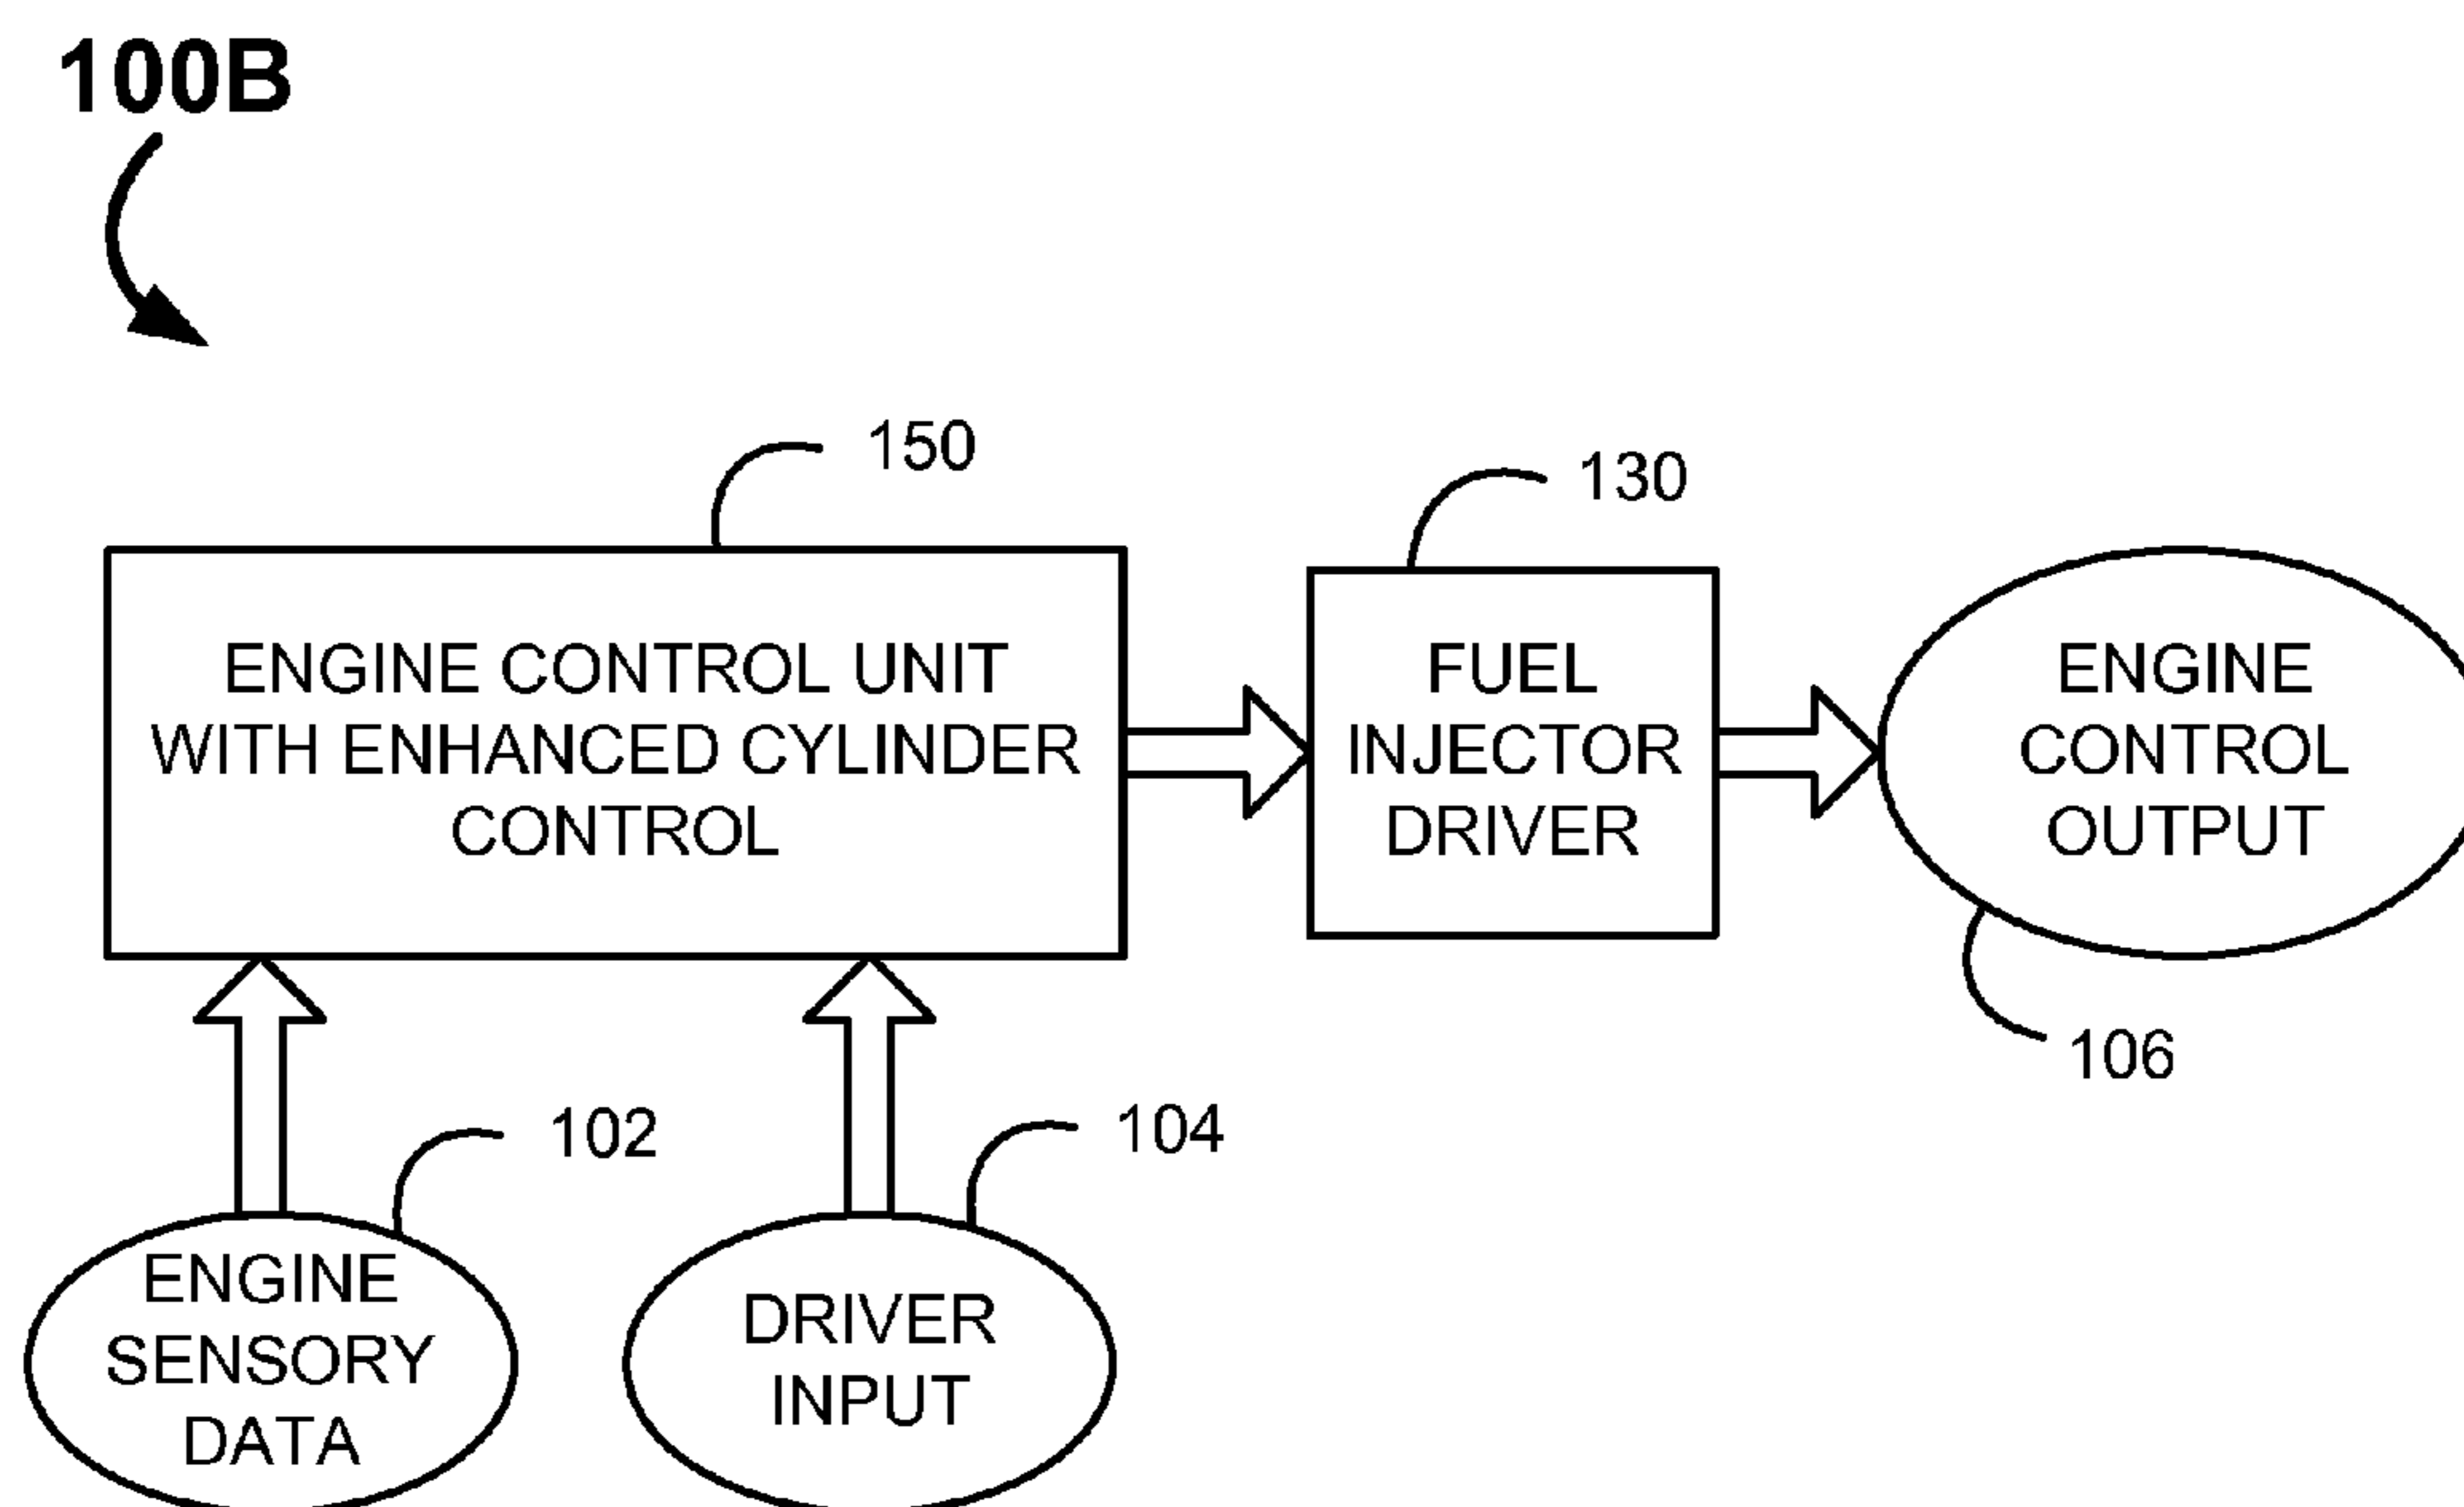 100B
150
130
ENGINE CONTROL UNIT
WITH ENHANCED CYLINDER
CONTROL
FUEL
INJECTOR
DRIVER
ENGINE
CONTROL
OUTPUT
106
102
104
ENGINE
SENSORY
DATA
DRIVER
INPUT